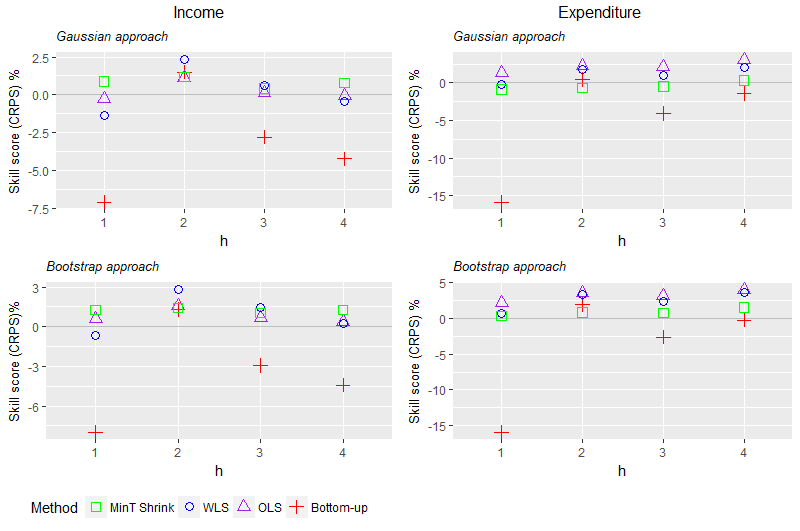 Income
Gaussian approach
Skill score (CRPS) %
2.5
0.0
-2.5
-5.0
-7.5
1 2 3 4
h
Expenditure
Gaussian approach
Skill score (CRPS) %
0
-5
-10
-15
1 2 3 4
h
Bootstrap approach
Skill score (CRPS)%
3
0
-3
-6
1 2 3 4
h
Bootstrap approach
Skill score (CRPS) %
5
0
-5
-10
-15
1 2 3 4
h
Method MinT Shrink WLS OLS Bottom-up